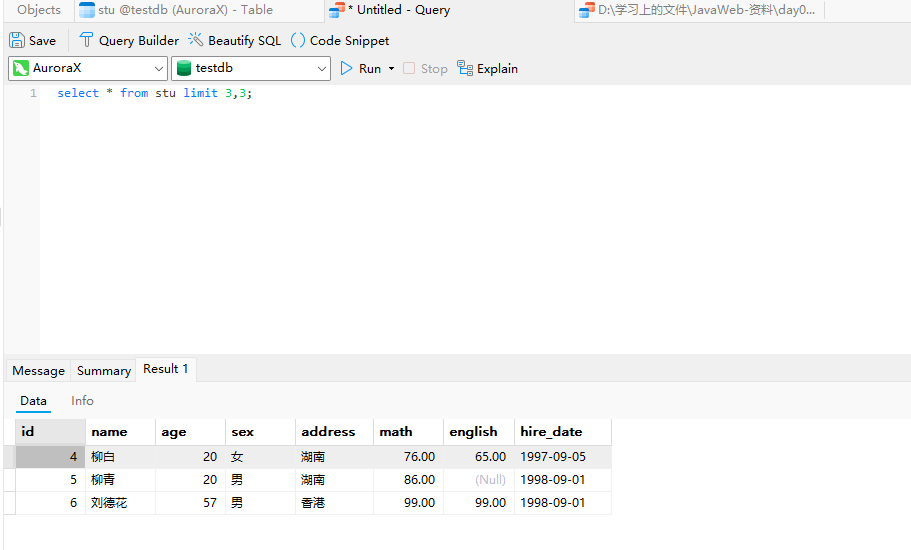 Objects stu @testdb (AuroraX) - Table * Untitled - Query D:\学习上的文件\JavaWeb-资料\day0...
Save Query Builder Beautify SQL () Code Snippet
AuroraX testdb Run Stop Explain
1 select * from stu limit 3,3;
Message Summary Result 1
Data Info
id name age sex address math english hire_date
4 柳白 20 女 湖南 76.00 65.00 1997-09-05
5 柳青 20 男 湖南 86.00 (Null) 1998-09-01
6 刘德花 57 男 香港 99.00 99.00 1998-09-01